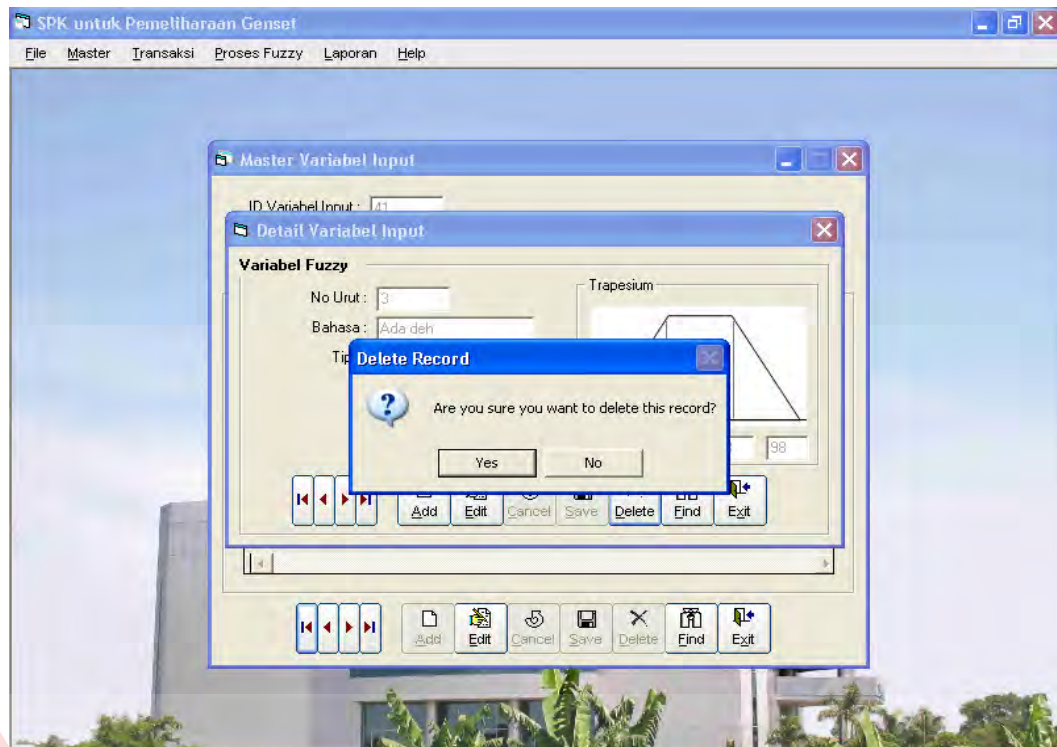 SPK untuk Pemeliharaan Genset
File Master Transaksi Proses Fuzzy Laporan Help
Master Variabel Input
ID Variabel Input : 41
Detail Variabel Input
Variabel Fuzzy
No Urut : 3
Trapesium
Bahasa : Ada deh
Tip
Delete Record
Are you sure you want to delete this record?
98
Yes No
Add Edit Cancel Save Delete Find Exit
Add Edit Cancel Save Delete Find Exit